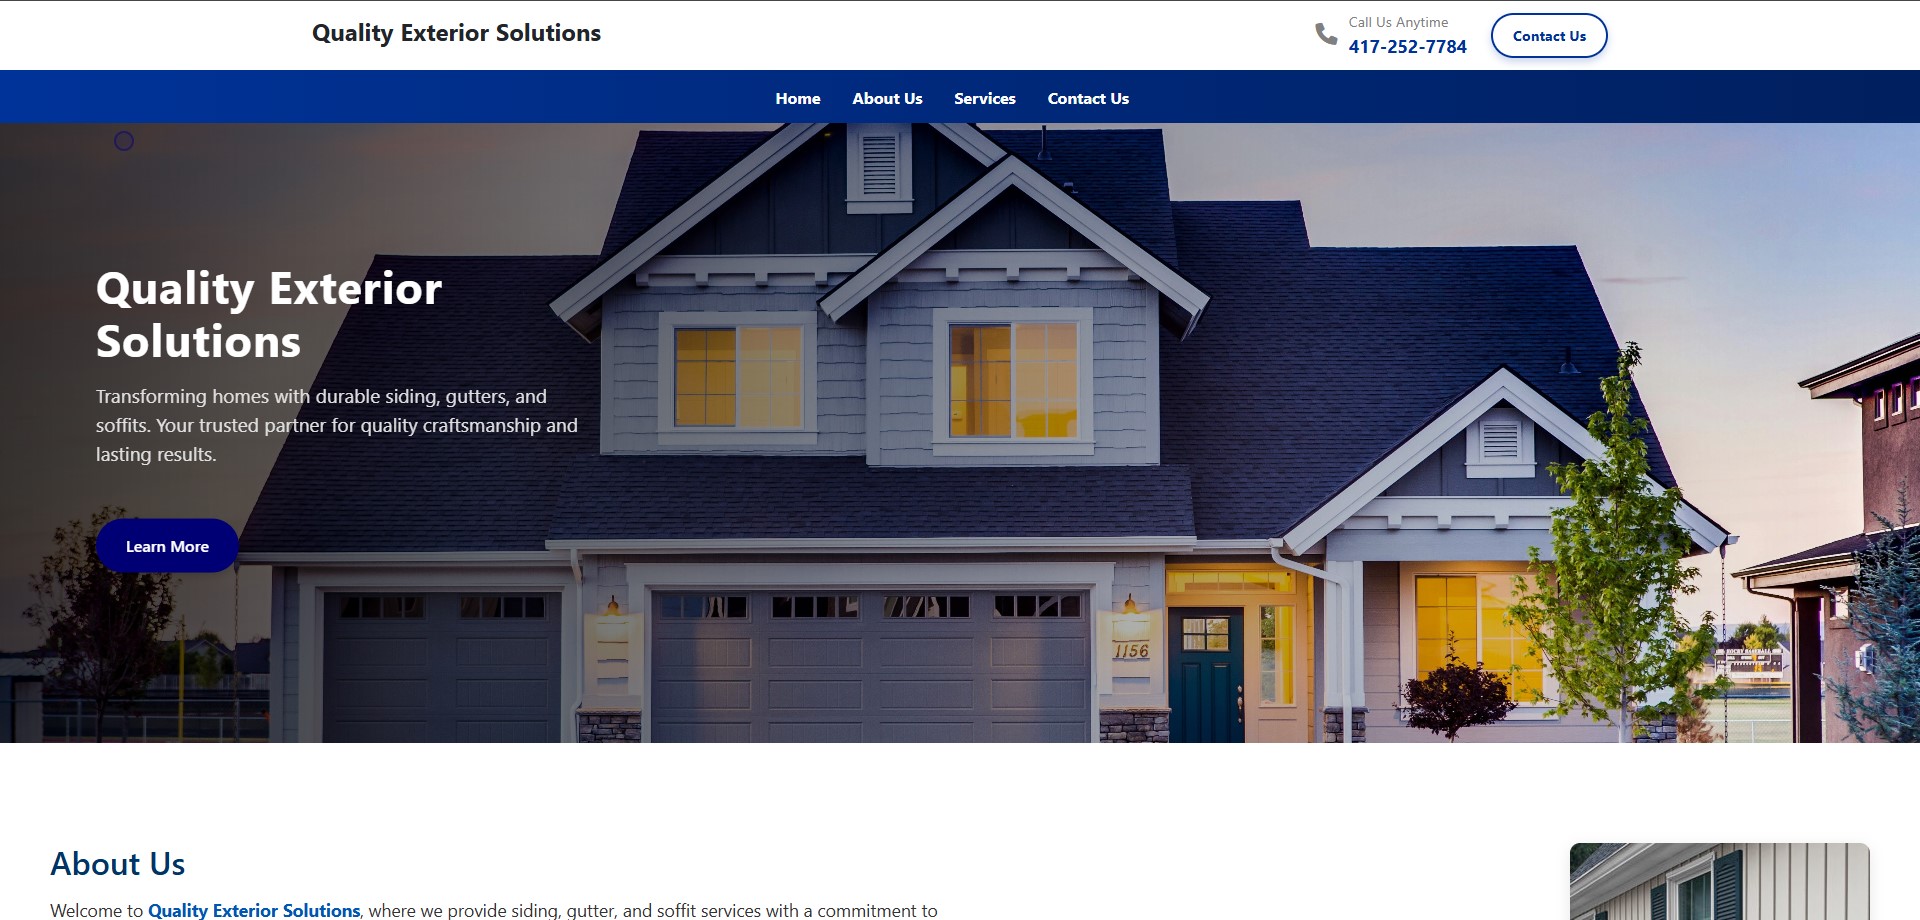 Quality Exterior Solutions
Call Us Anytime
417-252-7784
Contact Us
Home
About Us
Services
Contact Us
Quality Exterior
Solutions
Transforming homes with durable siding, gutters, and
soffits. Your trusted partner for quality craftsmanship and
lasting results.
Learn More
1156
About Us
Welcome to Quality Exterior Solutions, where we provide siding, gutter, and soffit services with a commitment to